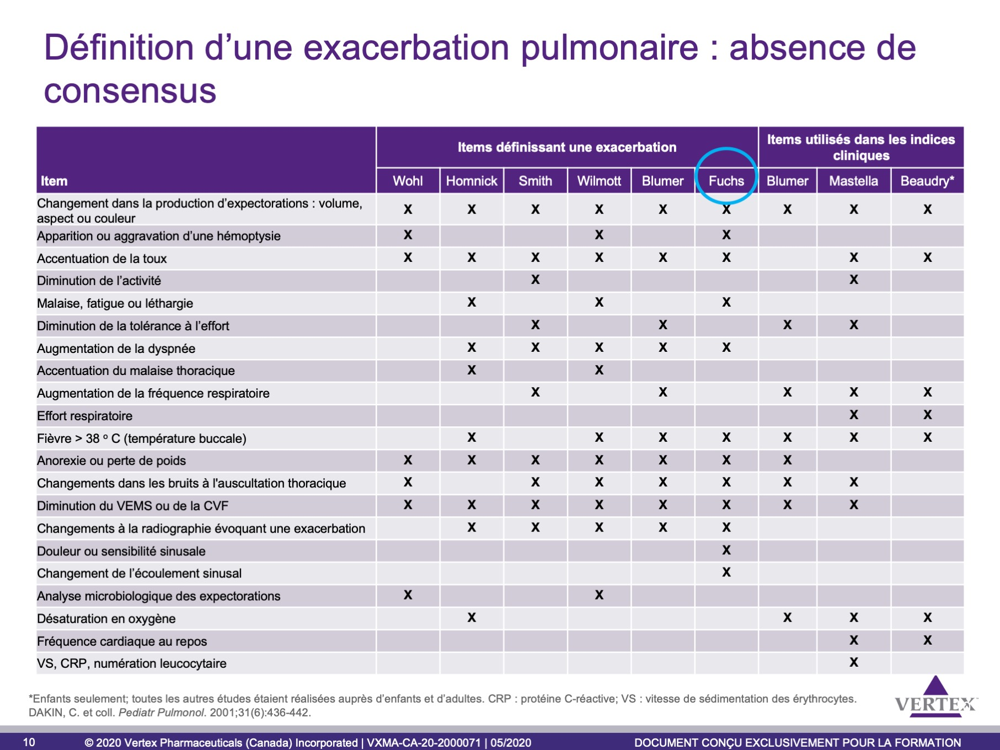 Définition d’une exacerbation pulmonaire : absence de
consensus
Items définissant une exacerbation
Items utilisés dans les indices
cliniques
Item Wohl Homnick Smith Wilmott Blumer Fuchs Blumer Mastella Beaudry*
Changement dans la production d’expectorations : volume,
aspect ou couleur X X X X X X X X X
Apparition ou aggravation d’une hémoptysie X X X
Accentuation de la toux X X X X X X X X
Diminution de l’activité X X
Malaise, fatigue ou léthargie X X X
Diminution de la tolérance à l’effort X X X X
Augmentation de la dyspnée X X X X X
Accentuation du malaise thoracique X X
Augmentation de la fréquence respiratoire X X X X X
Effort respiratoire X X
Fièvre > 38 º C (température buccale) X X X X X X X
Anorexie ou perte de poids X X X X X X X
Changements dans les bruits à l'auscultation thoracique X X X X X X X
Diminution du VEMS ou de la CVF X X X X X X X X
Changements à la radiographie évoquant une exacerbation X X X X X
Douleur ou sensibilité sinusale X
Changement de l’écoulement sinusal X
Analyse microbiologique des expectorations X X
Désaturation en oxygène X X X X
Fréquence cardiaque au repos X X
VS, CRP, numération leucocytaire X
*Enfants seulement; toutes les autres études étaient réalisées auprès d’enfants et d’adultes. CRP : protéine C-réactive; VS : vitesse de sédimentation des érythrocytes.
DAKIN, C. et coll. Pediatr Pulmonol. 2001;31(6):436-442.
VERTEX™
10 © 2020 Vertex Pharmaceuticals (Canada) Incorporated | VXMA-CA-20-2000071 | 05/2020 DOCUMENT CONÇU EXCLUSIVEMENT POUR LA FORMATION